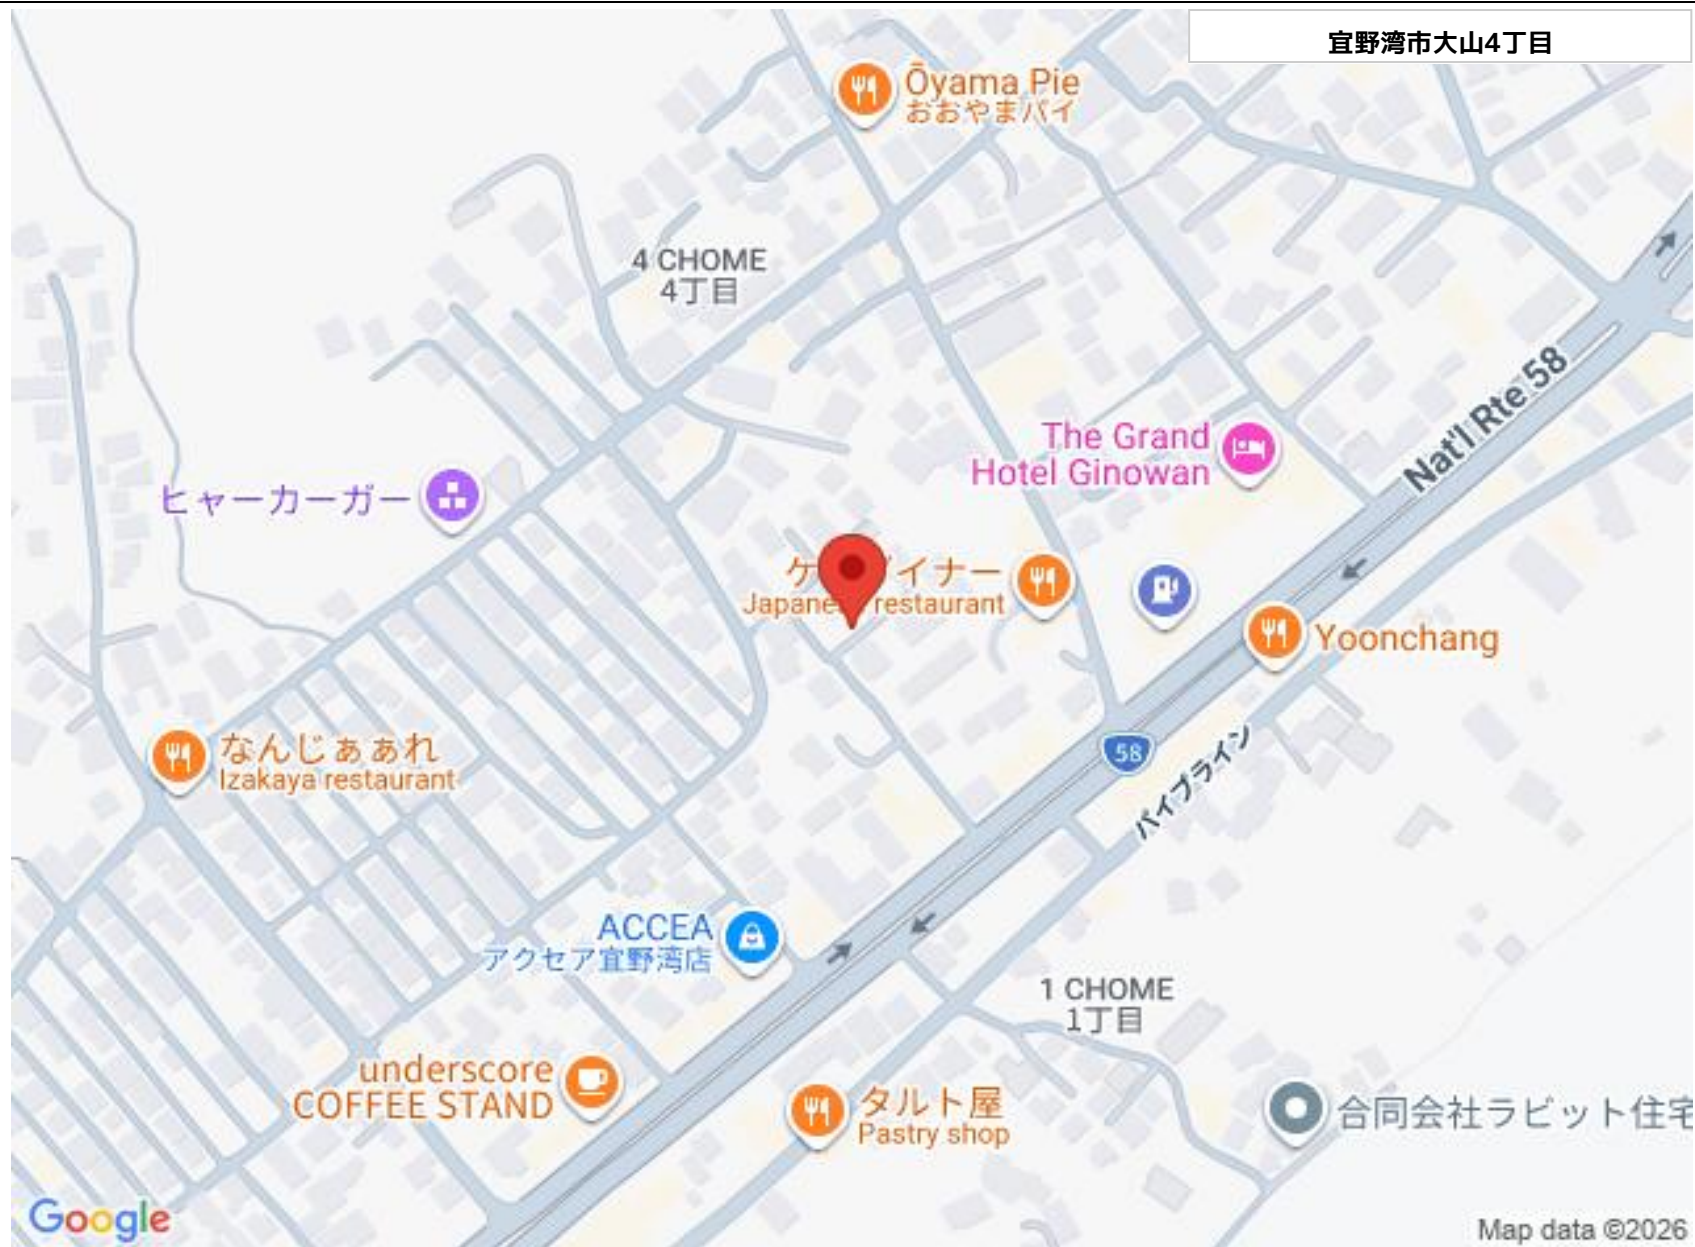 宜野湾市大山4丁目
Ōyama Pie
おおやまパイ
4 CHOME
4丁目
Nat'l Rte 58
The Grand
Hotel Ginowan
ヒャーカーガー
イナー
restaurant
Yoonchang
なんじぁぁれ
Izakaya restaurant
58
パイプライン
ACCEA
アクセア宜野湾店
1 CHOME
1丁目
underscore
COFFEE STAND
タルト屋
Pastry shop
合同会社ラビット住宅
Google
Map data ©2026